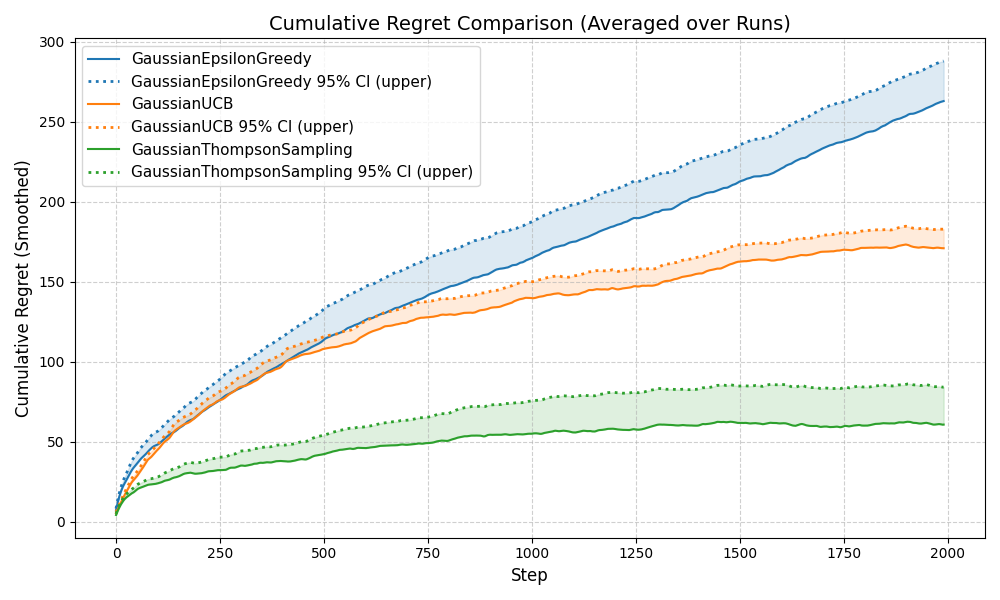 Cumulative Regret Comparison (Averaged over Runs)
GaussianEpsilonGreedy
GaussianEpsilonGreedy 95% CI (upper)
GaussianUCB
GaussianUCB 95% CI (upper)
GaussianThompsonSampling
GaussianThompsonSampling 95% CI (upper)
Cumulative Regret (Smoothed)
300
250
200
150
100
50
0
0 250 500 750 1000 1250 1500 1750 2000
Step